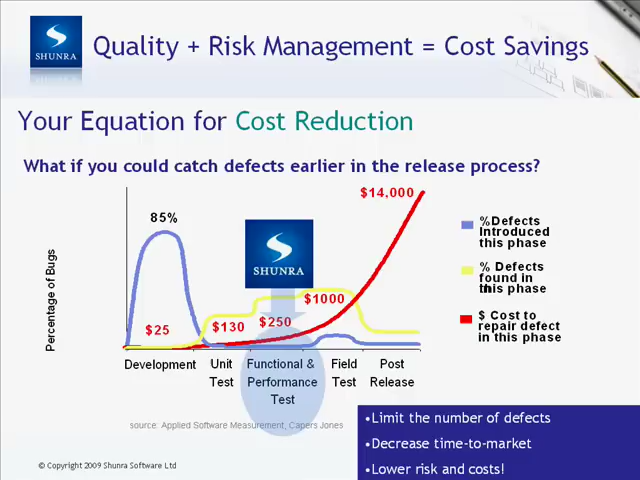 SHUNRA
Quality + Risk Management = Cost Savings
Your Equation for Cost Reduction
What if you could catch defects earlier in the release process?
$14,000
85%
SHUNRA
$1000
$250
$130
$25
Percentage of Bugs
%Defects
Introduced
this phase
% Defects
found in
this phase
$ Cost to
repair defect
in this phase
Development
Unit
Test
Functional &
Performance
Test
Field
Test
Post
Release
source: Applied Software Measurement, Capers Jones
•Limit the number of defects
•Decrease time-to-market
•Lower risk and costs!
© Copyright 2009 Shunra Software Ltd